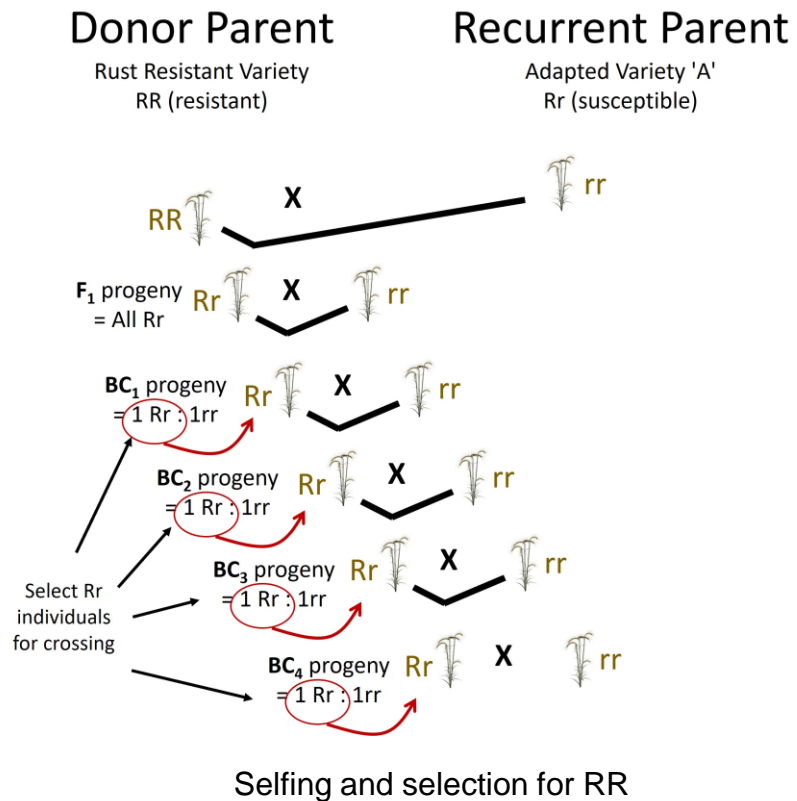 Donor Parent
Rust Resistant Variety
RR (resistant)
Recurrent Parent
Adapted Variety 'A'
Rr (susceptible)
RR X rr
F₁ progeny
= All Rr
Rr X rr
BC₁ progeny
= 1 Rr : 1rr
Rr X rr
BC₂ progeny
= 1 Rr : 1rr
Rr X rr
BC₃ progeny
= 1 Rr : 1rr
Rr X rr
BC₄ progeny
= 1 Rr : 1rr
Rr X rr
Select Rr
individuals
for crossing
Selfing and selection for RR